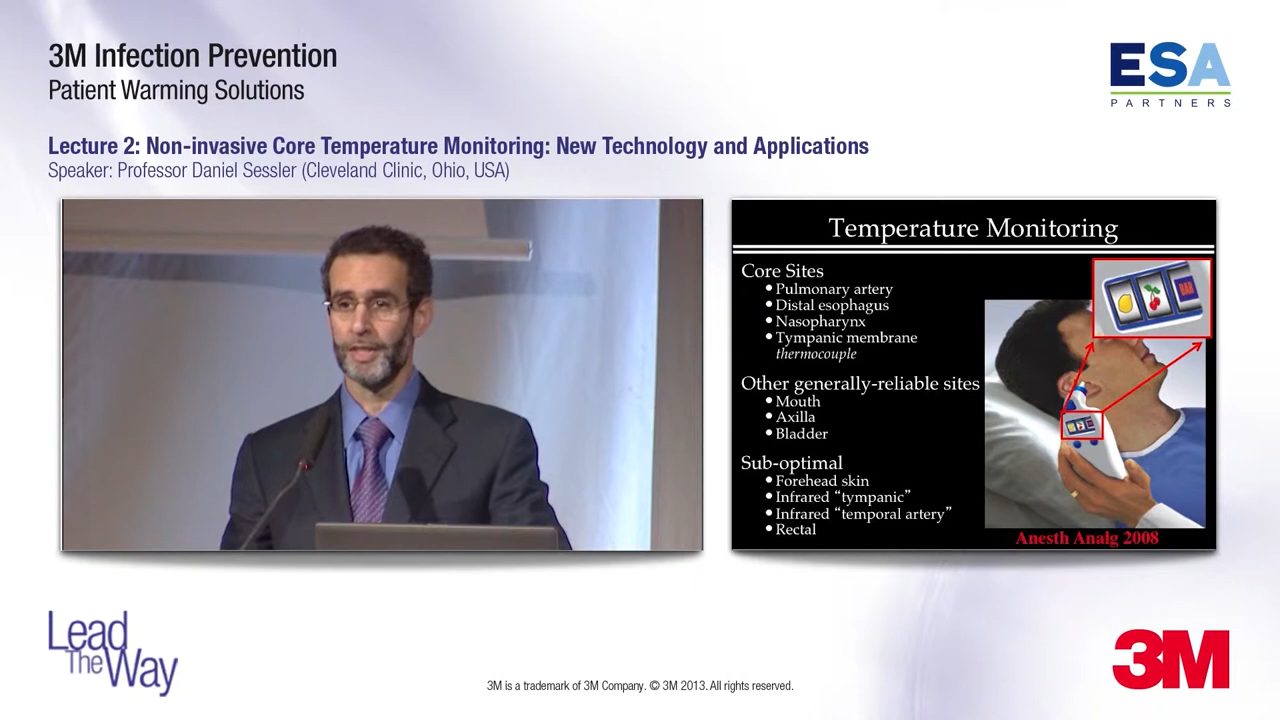 3M Infection Prevention
Patient Warming Solutions
ESA
PARTNERS
Lecture 2: Non-invasive Core Temperature Monitoring: New Technology and Applications
Speaker: Professor Daniel Sessler (Cleveland Clinic, Ohio, USA)
Temperature Monitoring
Core Sites
• Pulmonary artery
• Distal esophagus
• Nasopharynx
• Tympanic membrane
thermocouple
Other generally-reliable sites
• Mouth
• Axilla
• Bladder
Sub-optimal
• Forehead skin
• Infrared “tympanic”
• Infrared “temporal artery”
• Rectal
BAR
Anesth Analg 2008
Lead
The Way
3M
3M is a trademark of 3M Company. © 3M 2013. All rights reserved.